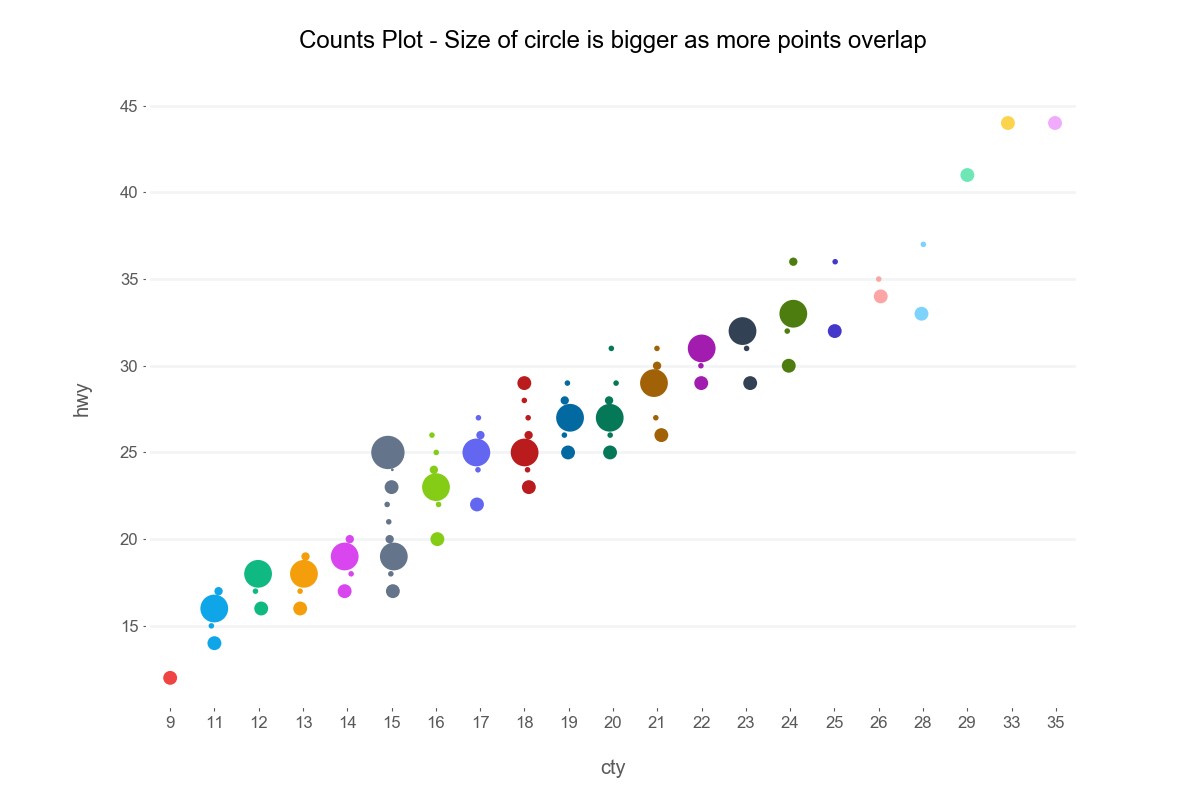 Counts Plot - Size of circle is bigger as more points overlap
45
40
35
30
25
20
15
hwy
9 11 12 13 14 15 16 17 18 19 20 21 22 23 24 25 26 28 29 33 35
cty